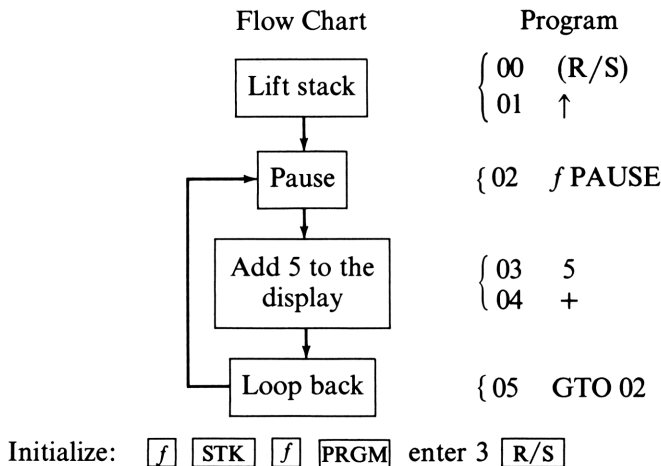 Flow Chart Program
Lift stack
00 (R/S)
01 ↑
Pause
02 f PAUSE
Add 5 to the
display
03 5
04 +
Loop back
05 GTO 02
Initialize: f STK f PRGM enter 3 R/S